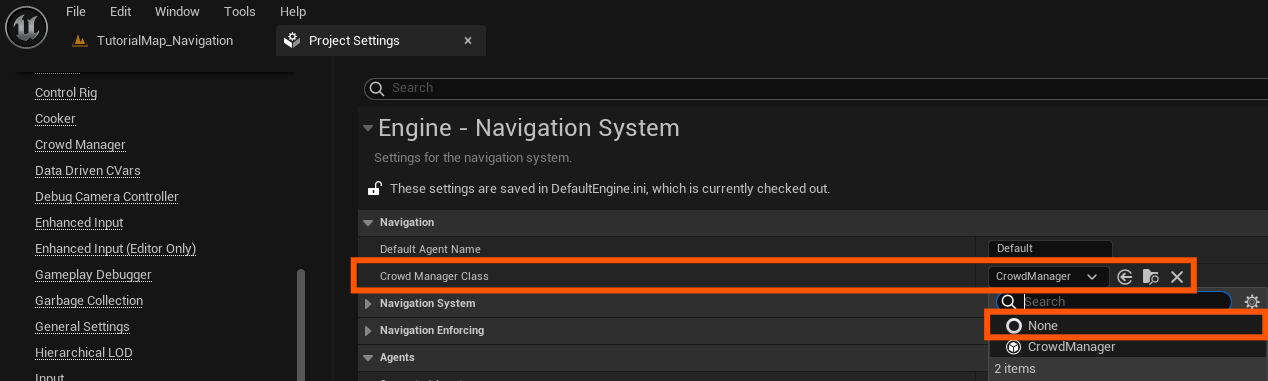 File Edit Window Tools Help
TutorialMap_Navigation Project Settings
Control Rig
Cooker
Crowd Manager
Data Driven CVars
Debug Camera Controller
Enhanced Input
Enhanced Input (Editor Only)
Gameplay Debugger
Garbage Collection
General Settings
Hierarchical LOD
Input
Search
Engine - Navigation System
Settings for the navigation system.
These settings are saved in DefaultEngine.ini, which is currently checked out.
Navigation
Default Agent Name Default
Crowd Manager Class CrowdManager
Navigation System
Navigation Enforcing
Agents
Search
None
CrowdManager
2 items